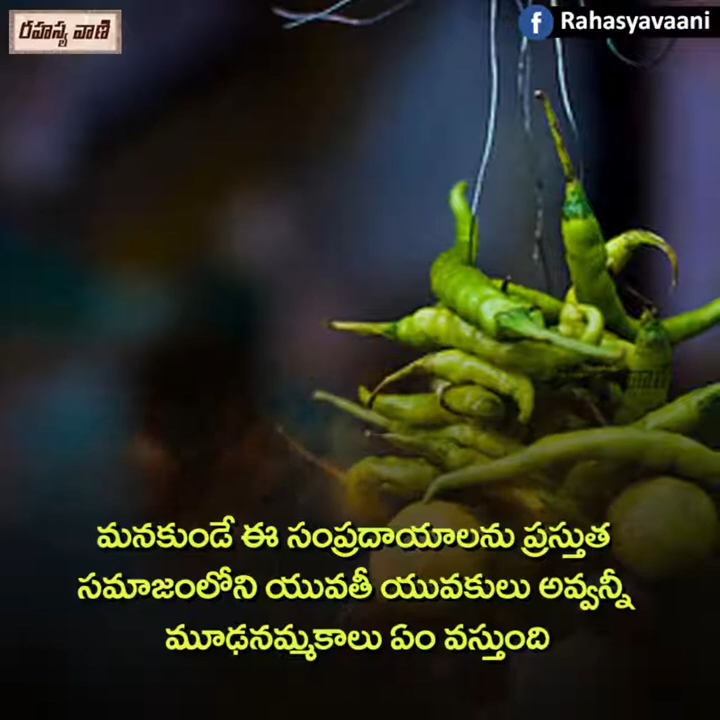 రహస్య వాణి
f Rahasyavaani
మనకుండే ఈ సంప్రదాయాలను ప్రస్తుత
సమాజంలోని యువతీ యువకులు అవ్వన్నీ
మూఢనమ్మకాలు ఏం వస్తుంది